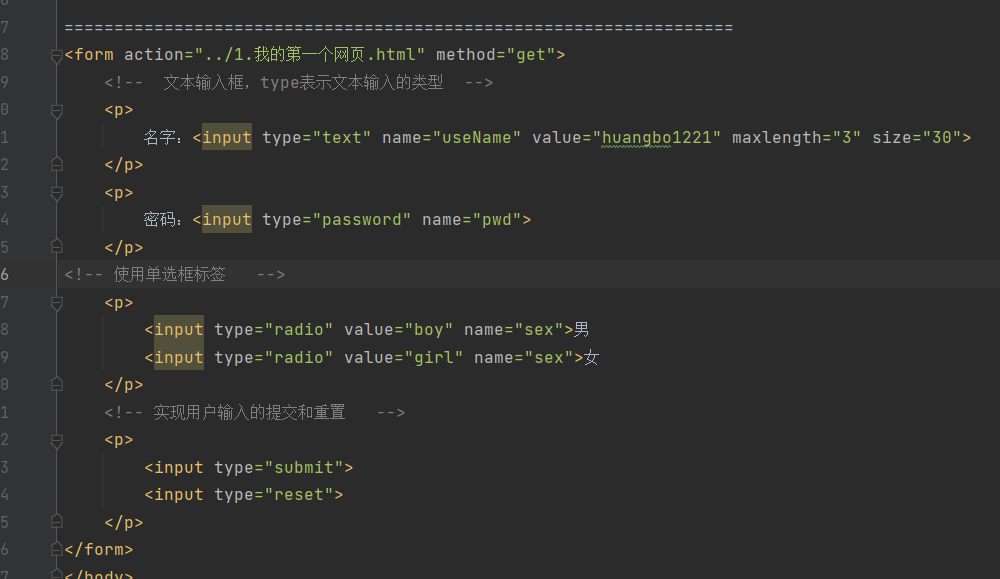 7 ===================================================================
8 <form action="../1.我的第一个网页.html" method="get">
9 <!--  文本输入框，type表示文本输入的类型  -->
0 <p>
1 名字：<input type="text" name="useName" value="huangbo1221" maxlength="3" size="30">
2 </p>
3 <p>
4 密码：<input type="password" name="pwd">
5 </p>
6 <!-- 使用单选框标签   -->
7 <p>
8 <input type="radio" value="boy" name="sex">男
9 <input type="radio" value="girl" name="sex">女
0 </p>
1 <!-- 实现用户输入的提交和重置   -->
2 <p>
3 <input type="submit">
4 <input type="reset">
5 </p>
6 </form>
7 </body>